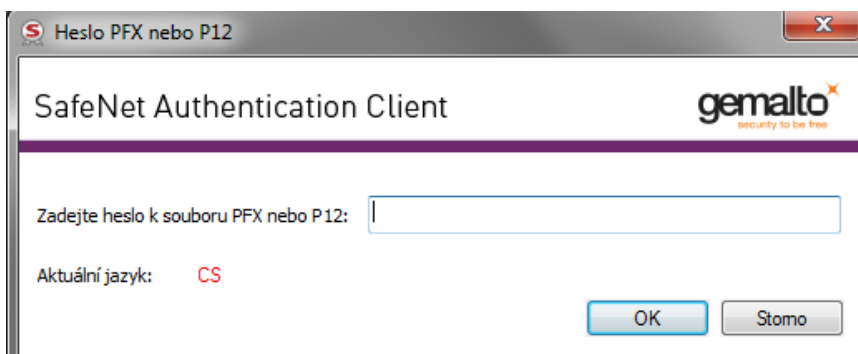 Heslo PFX nebo P12
SafeNet Authentication Client
gemalto
security to be free
Zadejte heslo k souboru PFX nebo P12:
Aktuální jazyk: CS
OK Storno